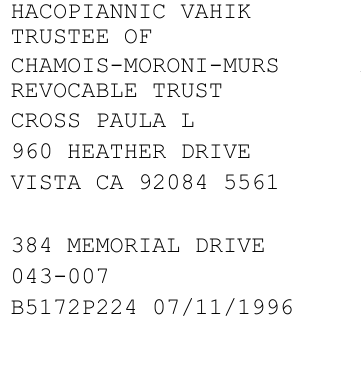 HACOPIANNIC VAHIK
TRUSTEE OF
CHAMOIS-MORONI-MURS
REVOCABLE TRUST
CROSS PAULA L
960 HEATHER DRIVE
VISTA CA 92084 5561
384 MEMORIAL DRIVE
043-007
B5172P224 07/11/1996